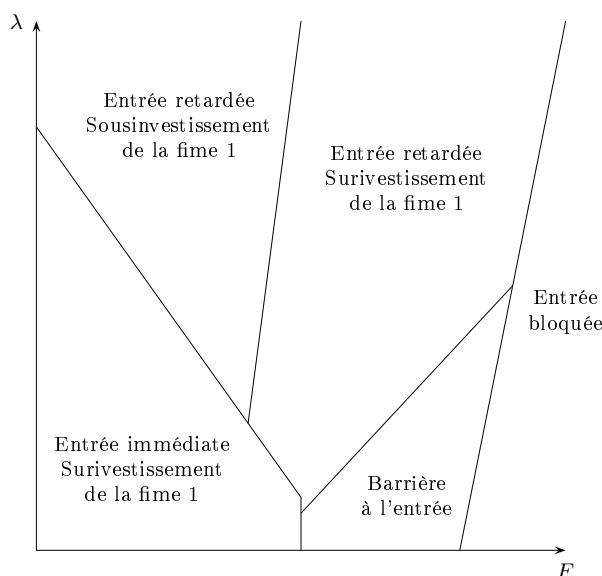 λ
Entrée retardée
Sousinvestissement
de la fime 1
Entrée retardée
Surivestissement
de la fime 1
Entrée
bloquée
Entrée immédiate
Surivestissement
de la fime 1
Barrière
à l'entrée
F